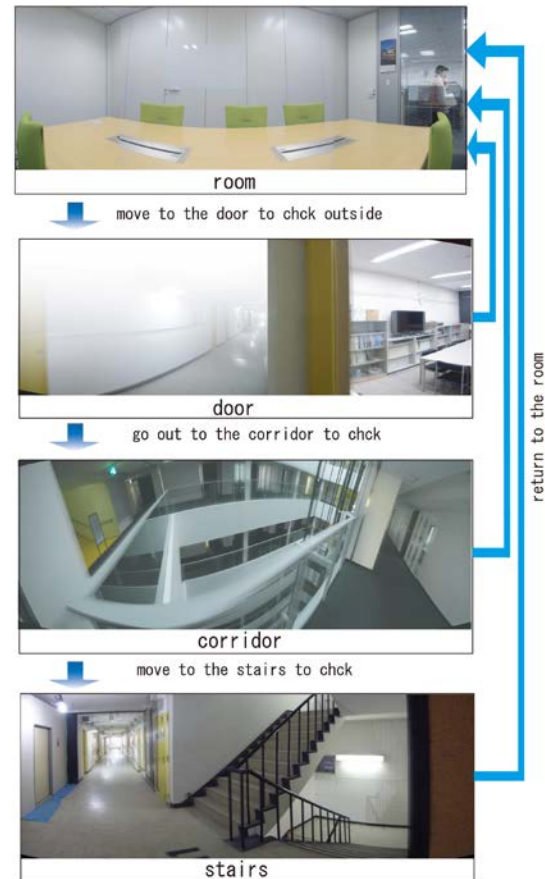 room
move to the door to chck outside
door
go out to the corridor to chck
corridor
move to the stairs to chck
stairs
return to the room